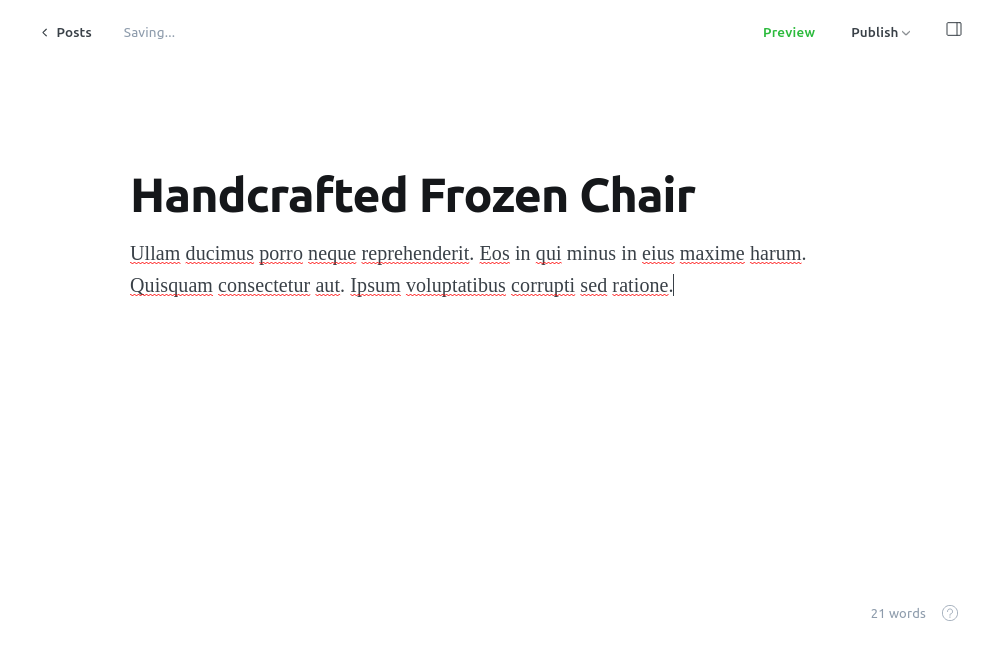 Posts
Saving...
Preview
Publish
Handcrafted Frozen Chair
Ullam ducimus porro neque reprehenderit. Eos in qui minus in eius maxime harum.
Quisquam consectetur aut. Ipsum voluptatibus corrupti sed ratione.
21 words
?